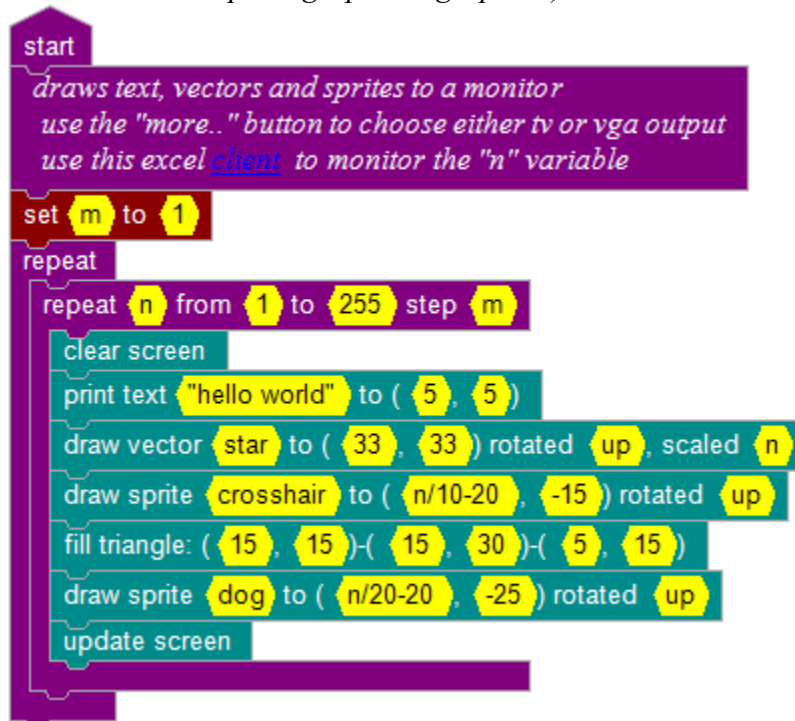 start
draws text, vectors and sprites to a monitor
use the "more.." button to choose either tv or vga output
use this excel client to monitor the "n" variable
set m to 1
repeat
repeat n from 1 to 255 step m
clear screen
print text "hello world" to ( 5 , 5 )
draw vector star to ( 33 , 33 ) rotated up , scaled n
draw sprite crosshair to ( n/10-20 , -15 ) rotated up
fill triangle: ( 15 , 15 )-( 15 , 30 )-( 5 , 15 )
draw sprite dog to ( n/20-20 , -25 ) rotated up
update screen